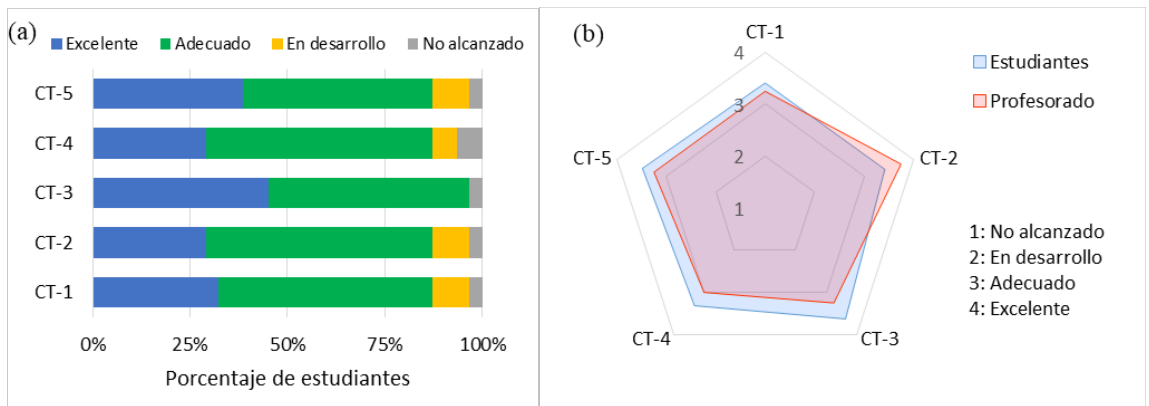 (a)
Excelente Adecuado En desarrollo No alcanzado
CT-5
CT-4
CT-3
CT-2
CT-1
0% 25% 50% 75% 100%
Porcentaje de estudiantes
(b)
CT-1
4
3
2
1
CT-2
CT-3
CT-4
CT-5
Estudiantes
Profesorado
1: No alcanzado
2: En desarrollo
3: Adecuado
4: Excelente